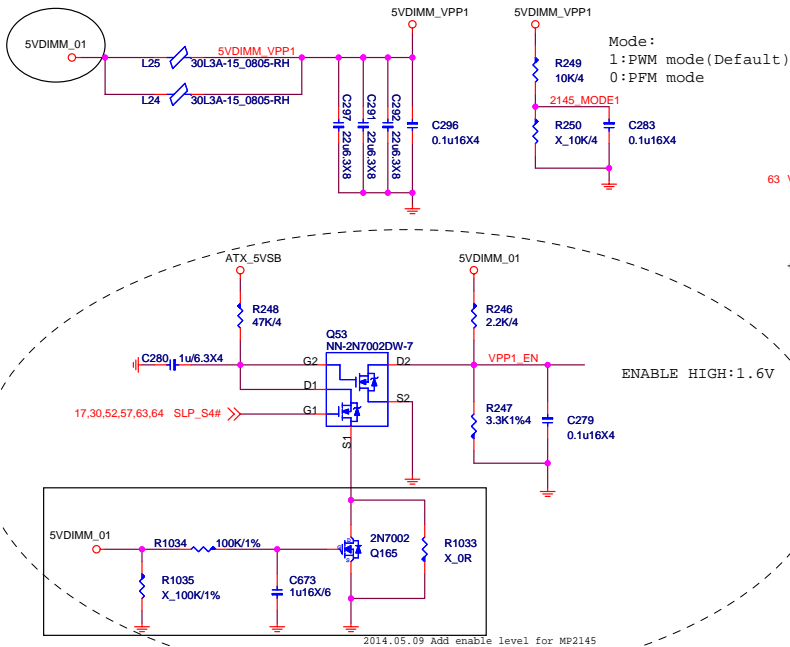 5VDIMM_01
5VDIMM_VPP1
L25 30L3A-15_0805-RH
L24 30L3A-15_0805-RH
C297 22u6.3X8
C291 22u6.3X8
C292 22u6.3X8
5VDIMM_VPP1
C296
0.1u16X4
5VDIMM_VPP1
R249
10K/4
2145_MODE1
R250
X_10K/4
C283
0.1u16X4
Mode:
1:PWM mode(Default)
0:PFM mode
63 V
ATX_5VSB
R248
47K/4
C280 1u/6.3X4
Q53
NN-2N7002DW-7
G2
D1
G1
D2
S2
S1
17,30,52,57,63,64 SLP_S4#
5VDIMM_01
R246
2.2K/4
VPP1_EN
R247
3.3K1%4
C279
0.1u16X4
ENABLE HIGH:1.6V
5VDIMM_01
R1034 100K/1%
R1035
X_100K/1%
C673
1u16X/6
2N7002
Q165
R1033
X_0R
2014.05.09 Add enable level for MP2145